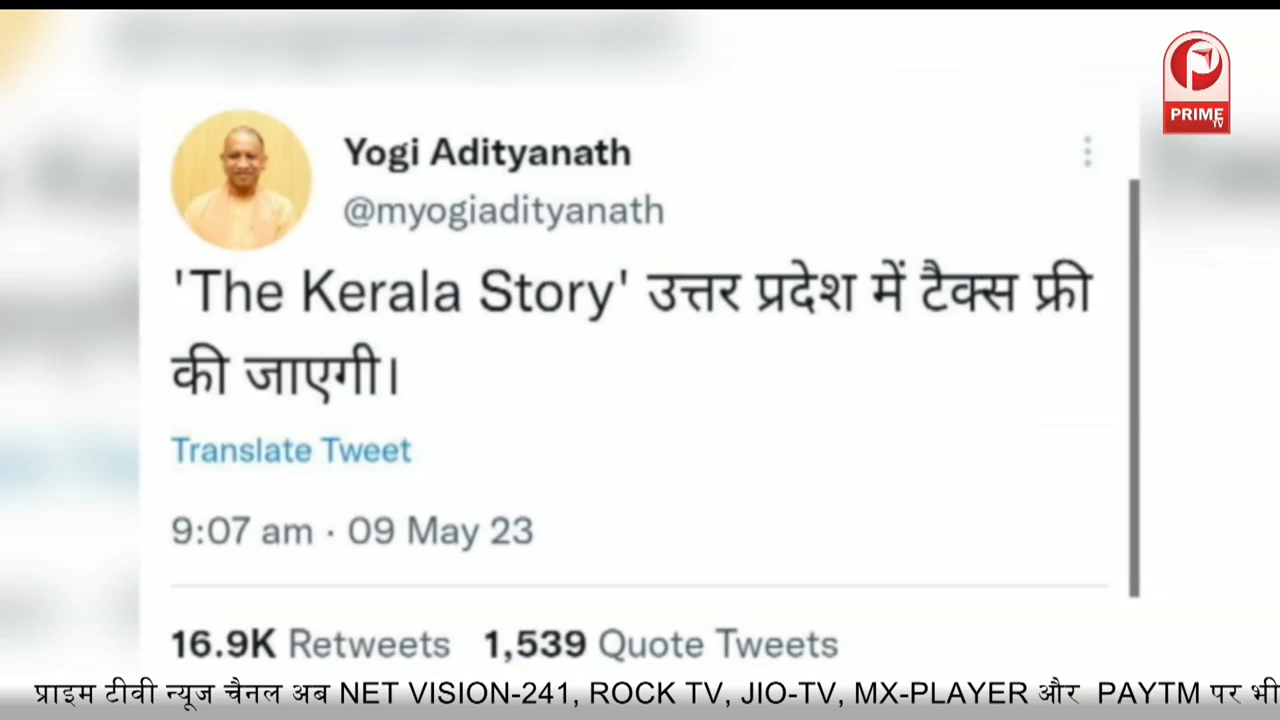 PRIME
TV
Yogi Adityanath
@myogiadityanath
'The Kerala Story' उत्तर प्रदेश में टैक्स फ्री
की जाएगी।
Translate Tweet
9:07 am · 09 May 23
16.9K Retweets 1,539 Quote Tweets
प्राइम टीवी न्यूज चैनल अब NET VISION-241, ROCK TV, JIO-TV, MX-PLAYER और PAYTM पर भी